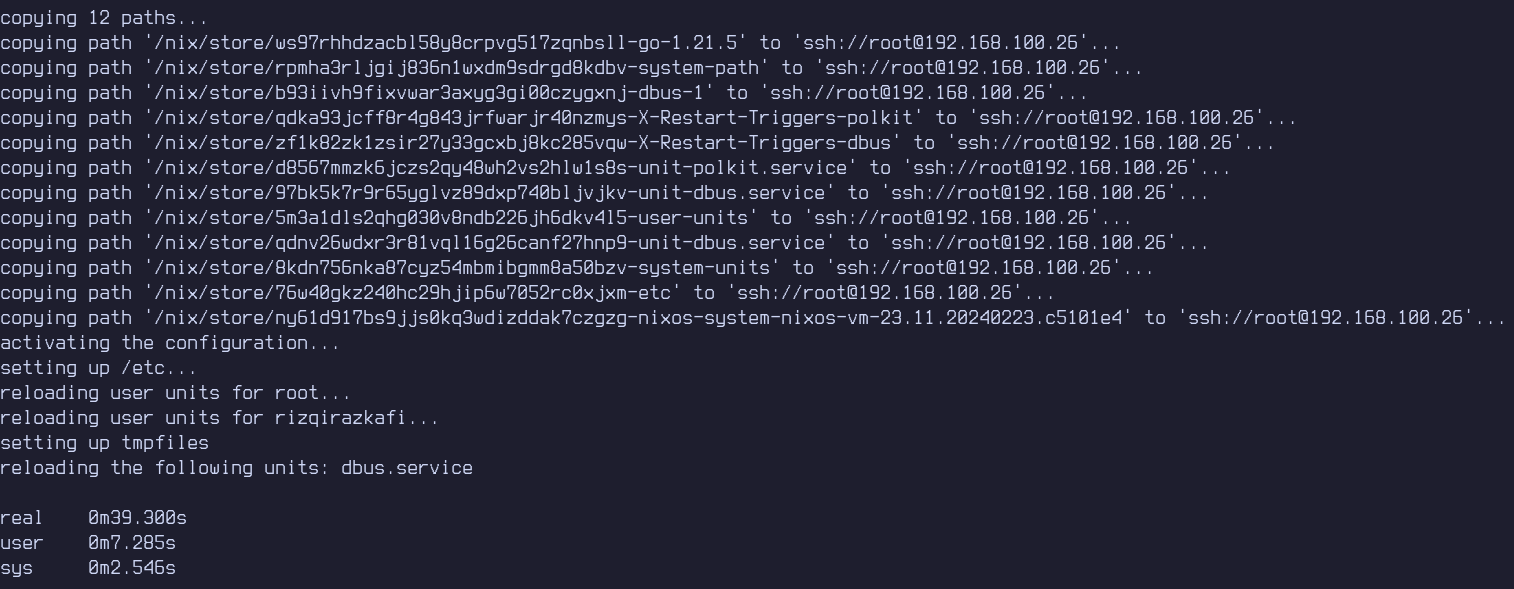 copying 12 paths...
copying path '/nix/store/ws97rhhdzacbl58y8crpvg517zqnbsll-go-1.21.5' to 'ssh://root@192.168.100.26'...
copying path '/nix/store/rpmha3rljgij836n1wxdm9sdrgd8kdbv-system-path' to 'ssh://root@192.168.100.26'...
copying path '/nix/store/b93iivh9fixvwar3axyg3gi00czygxnj-dbus-1' to 'ssh://root@192.168.100.26'...
copying path '/nix/store/qdka93jcff8r4g843jrfwarjr40nzmys-X-Restart-Triggers-polkit' to 'ssh://root@192.168.100.26'...
copying path '/nix/store/zf1k82zk1zsir27y33gcxbj8kc285vqw-X-Restart-Triggers-dbus' to 'ssh://root@192.168.100.26'...
copying path '/nix/store/d8567mmzk6jczs2qy48wh2vs2hlw1s8s-unit-polkit.service' to 'ssh://root@192.168.100.26'...
copying path '/nix/store/97bk5k7r9r65yglvz89dxp740bljvjkv-unit-dbus.service' to 'ssh://root@192.168.100.26'...
copying path '/nix/store/5m3a1dls2qhg030v8ndb226jh6dkv4l5-user-units' to 'ssh://root@192.168.100.26'...
copying path '/nix/store/qdnv26wdxr3r81vql16g26canf27hnp9-unit-dbus.service' to 'ssh://root@192.168.100.26'...
copying path '/nix/store/8kdn756nka87cyz54mbmibgmm8a50bzv-system-units' to 'ssh://root@192.168.100.26'...
copying path '/nix/store/76w40gkz240hc29hjip6w7052rc0xjxm-etc' to 'ssh://root@192.168.100.26'...
copying path '/nix/store/ny61d917bs9jjs0kq3wdizddak7czgzg-nixos-system-nixos-vm-23.11.20240223.c5101e4' to 'ssh://root@192.168.100.26'...
activating the configuration...
setting up /etc...
reloading user units for root...
reloading user units for rizqirazkafi...
setting up tmpfiles
reloading the following units: dbus.service
real 0m39.300s
user 0m7.285s
sys 0m2.546s